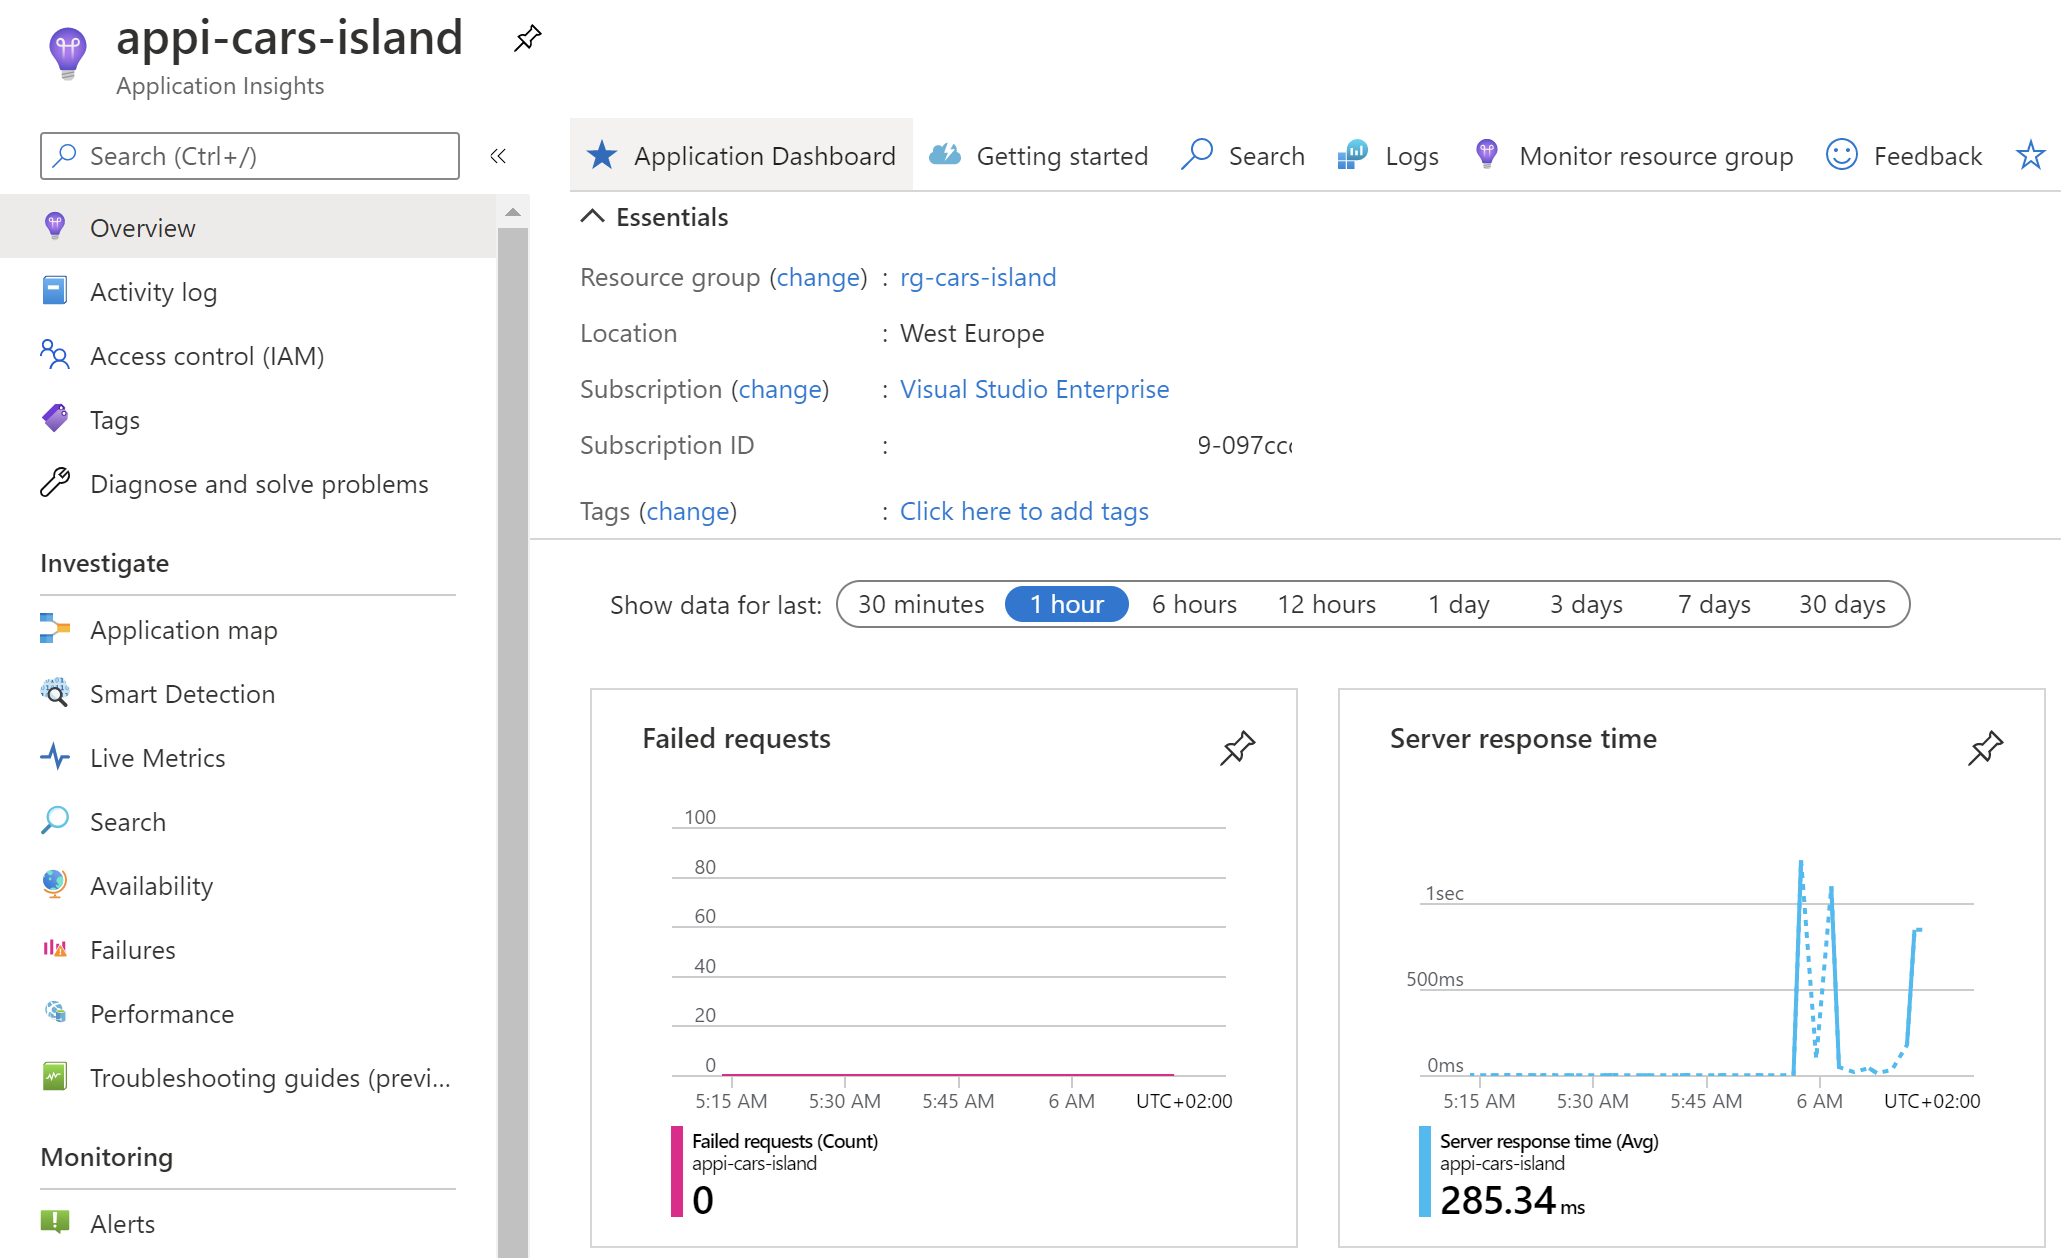 appi-cars-island
Application Insights
Search (Ctrl+/)
Overview
Activity log
Access control (IAM)
Tags
Diagnose and solve problems
Investigate
Application map
Smart Detection
Live Metrics
Search
Availability
Failures
Performance
Troubleshooting guides (previ...
Monitoring
Alerts
Application Dashboard Getting started Search Logs Monitor resource group Feedback
Essentials
Resource group (change) : rg-cars-island
Location : West Europe
Subscription (change) : Visual Studio Enterprise
Subscription ID : 9-097cc
Tags (change) : Click here to add tags
Show data for last: 30 minutes 1 hour 6 hours 12 hours 1 day 3 days 7 days 30 days
Failed requests
100
80
60
40
20
0
5:15 AM 5:30 AM 5:45 AM 6 AM UTC+02:00
Failed requests (Count)
appi-cars-island
0
Server response time
1sec
500ms
0ms
5:15 AM 5:30 AM 5:45 AM 6 AM UTC+02:00
Server response time (Avg)
appi-cars-island
285.34 ms